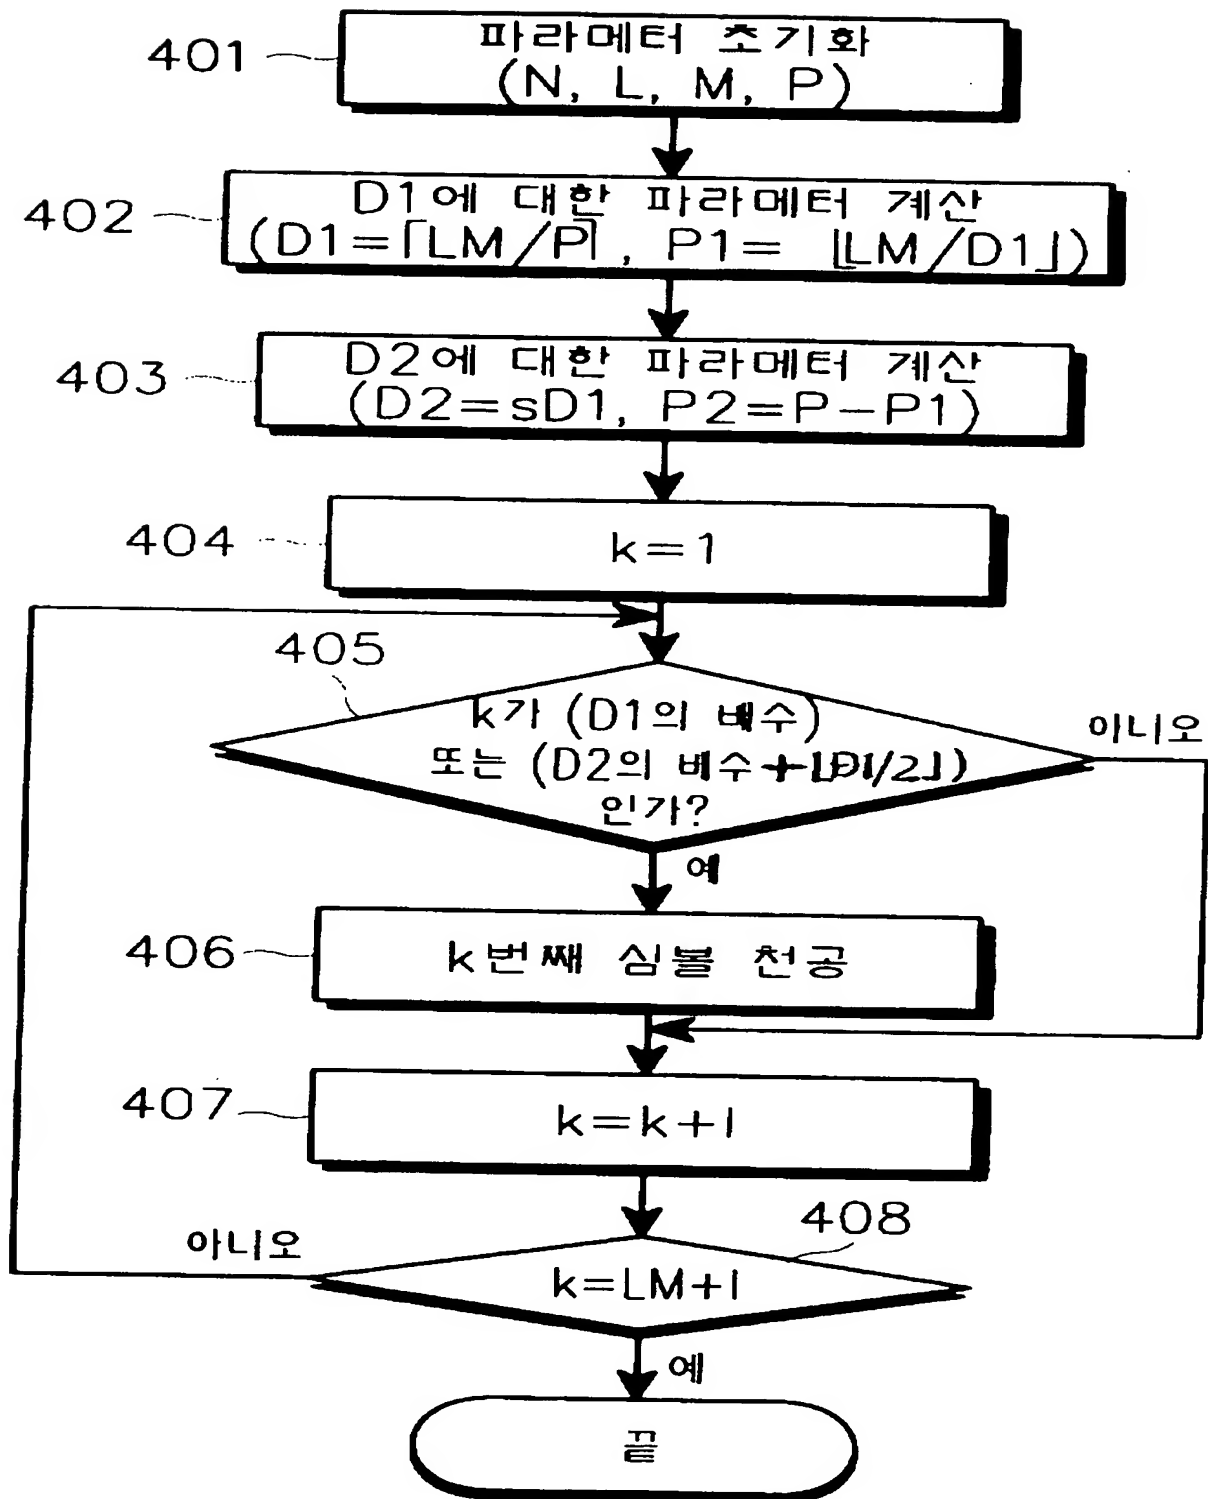 401
파라메터 초기화
(N, L, M, P)
402
D1에 대한 파라메터 계산
(D1=⌈LM/P⌉, P1= ⌊LM/D1⌋)
403
D2에 대한 파라메터 계산
(D2=sD1, P2=P−P1)
404
k=1
405
k가 (D1의 배수)
또는 (D2의 배수+⌊D1/2⌋)
인가?
아니오
예
406
k번째 심볼 천공
407
k=k+1
408
아니오
k=LM+1
예
끝